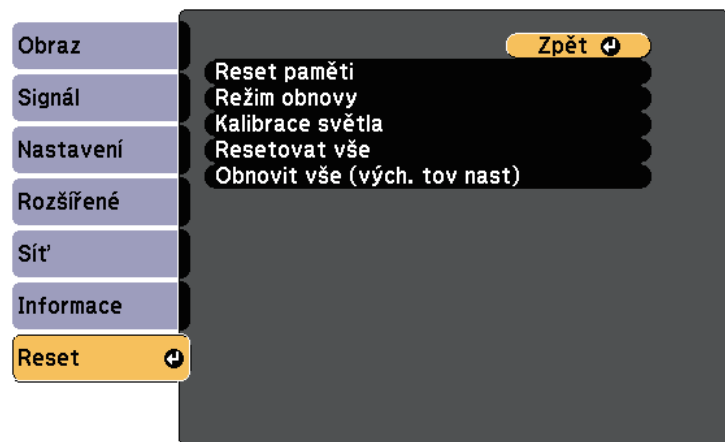 Obraz
Signál
Nastavení
Rozšířené
Síť
Informace
Reset
Zpět
Reset paměti
Režim obnovy
Kalibrace světla
Resetovat vše
Obnovit vše (vých. tov nast)